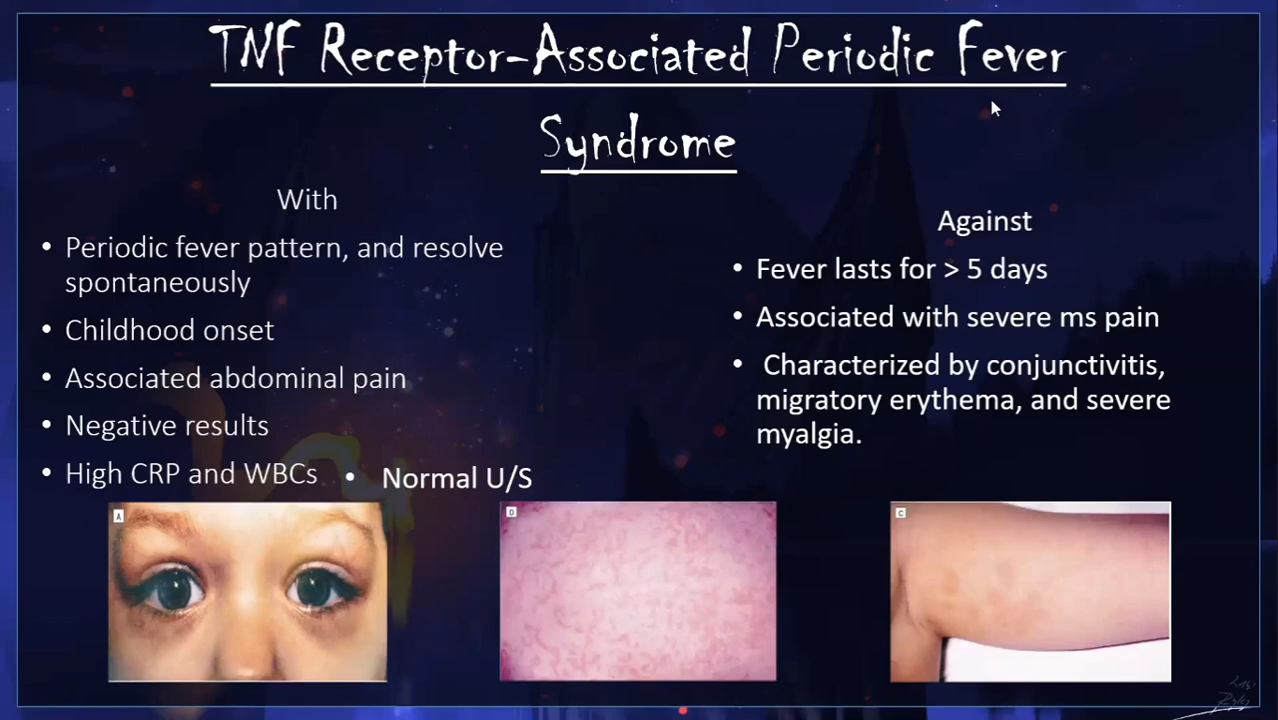 TNF Receptor-Associated Periodic Fever
Syndrome
With
• Periodic fever pattern, and resolve
spontaneously
• Childhood onset
• Associated abdominal pain
• Negative results
• High CRP and WBCs
• Normal U/S
Against
• Fever lasts for > 5 days
• Associated with severe ms pain
• Characterized by conjunctivitis,
migratory erythema, and severe
myalgia.
A
D
C